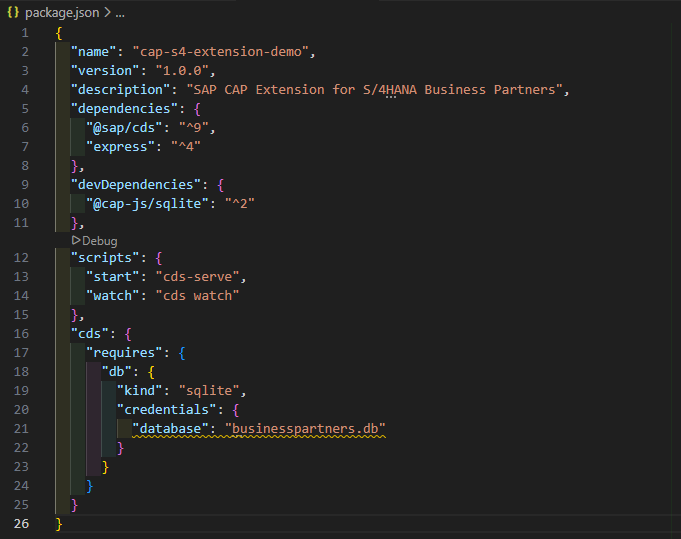 {} package.json > ...
1 {
2 "name": "cap-s4-extension-demo",
3 "version": "1.0.0",
4 "description": "SAP CAP Extension for S/4HANA Business Partners",
5 "dependencies": {
6 "@sap/cds": "^9",
7 "express": "^4"
8 },
9 "devDependencies": {
10 "@cap-js/sqlite": "^2"
11 },
Debug
12 "scripts": {
13 "start": "cds-serve",
14 "watch": "cds watch"
15 },
16 "cds": {
17 "requires": {
18 "db": {
19 "kind": "sqlite",
20 "credentials": {
21 "database": "businesspartners.db"
22 }
23 }
24 }
25 }
26 }